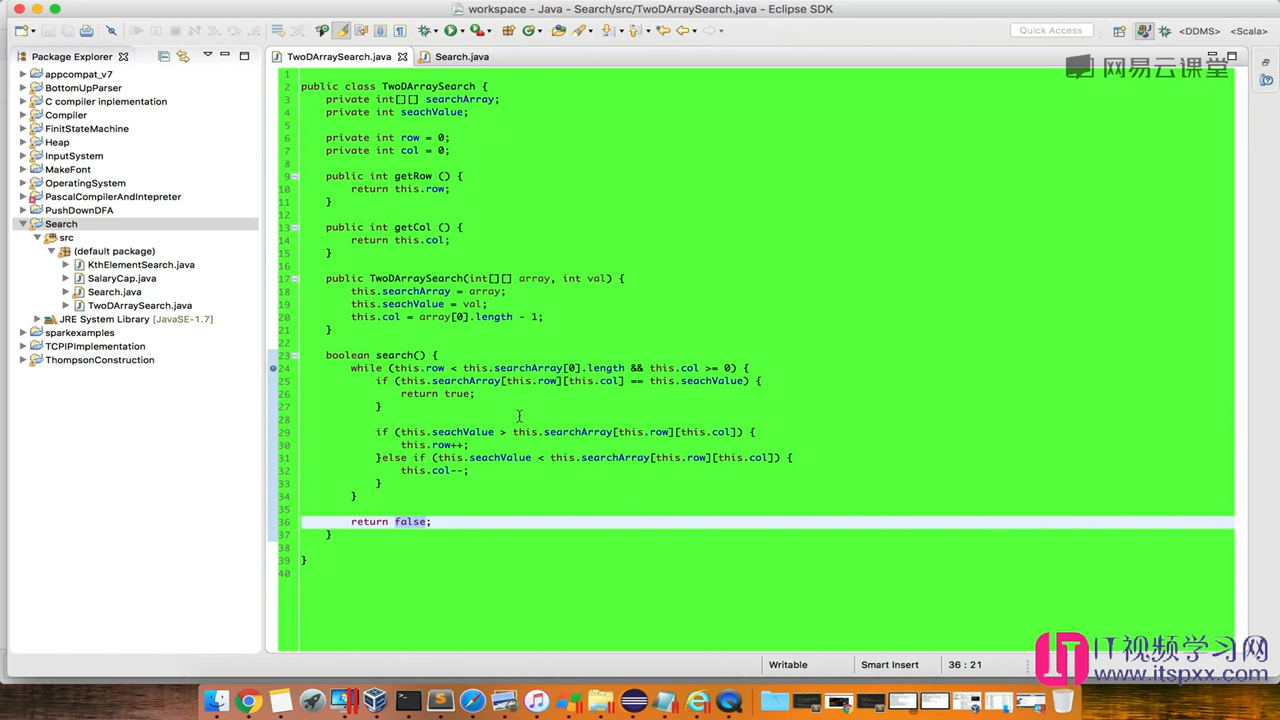 workspace - Java - Search/src/TwoDArraySearch.java - Eclipse SDK
Quick Access
<DDMS>
<Scala>
Package Explorer
TwoDArraySearch.java
Search.java
网易云课堂
appcompat_v7
BottomUpParser
C compiler inplementation
Compiler
FinitStateMachine
Heap
InputSystem
MakeFont
OperatingSystem
PascalCompilerAndIntepreter
PushDownDFA
Search
src
(default package)
KthElementSearch.java
SalaryCap.java
Search.java
TwoDArraySearch.java
JRE System Library [JavaSE-1.7]
sparkexamples
TCPIPImplementation
ThompsonConstruction
1
2 public class TwoDArraySearch {
3 private int[][] searchArray;
4 private int seachValue;
5
6 private int row = 0;
7 private int col = 0;
8
9 public int getRow () {
10 return this.row;
11 }
12
13 public int getCol () {
14 return this.col;
15 }
16
17 public TwoDArraySearch(int[][] array, int val) {
18 this.searchArray = array;
19 this.seachValue = val;
20 this.col = array[0].length - 1;
21 }
22
23 boolean search() {
24 while (this.row < this.searchArray[0].length && this.col >= 0) {
25 if (this.searchArray[this.row][this.col] == this.seachValue) {
26 return true;
27 }
28
29 if (this.seachValue > this.searchArray[this.row][this.col]) {
30 this.row++;
31 }else if (this.seachValue < this.searchArray[this.row][this.col]) {
32 this.col--;
33 }
34 }
35
36 return false;
37 }
38
39 }
40
Writable
Smart Insert
36 : 21
IT视频学习网
www.itspxx.com